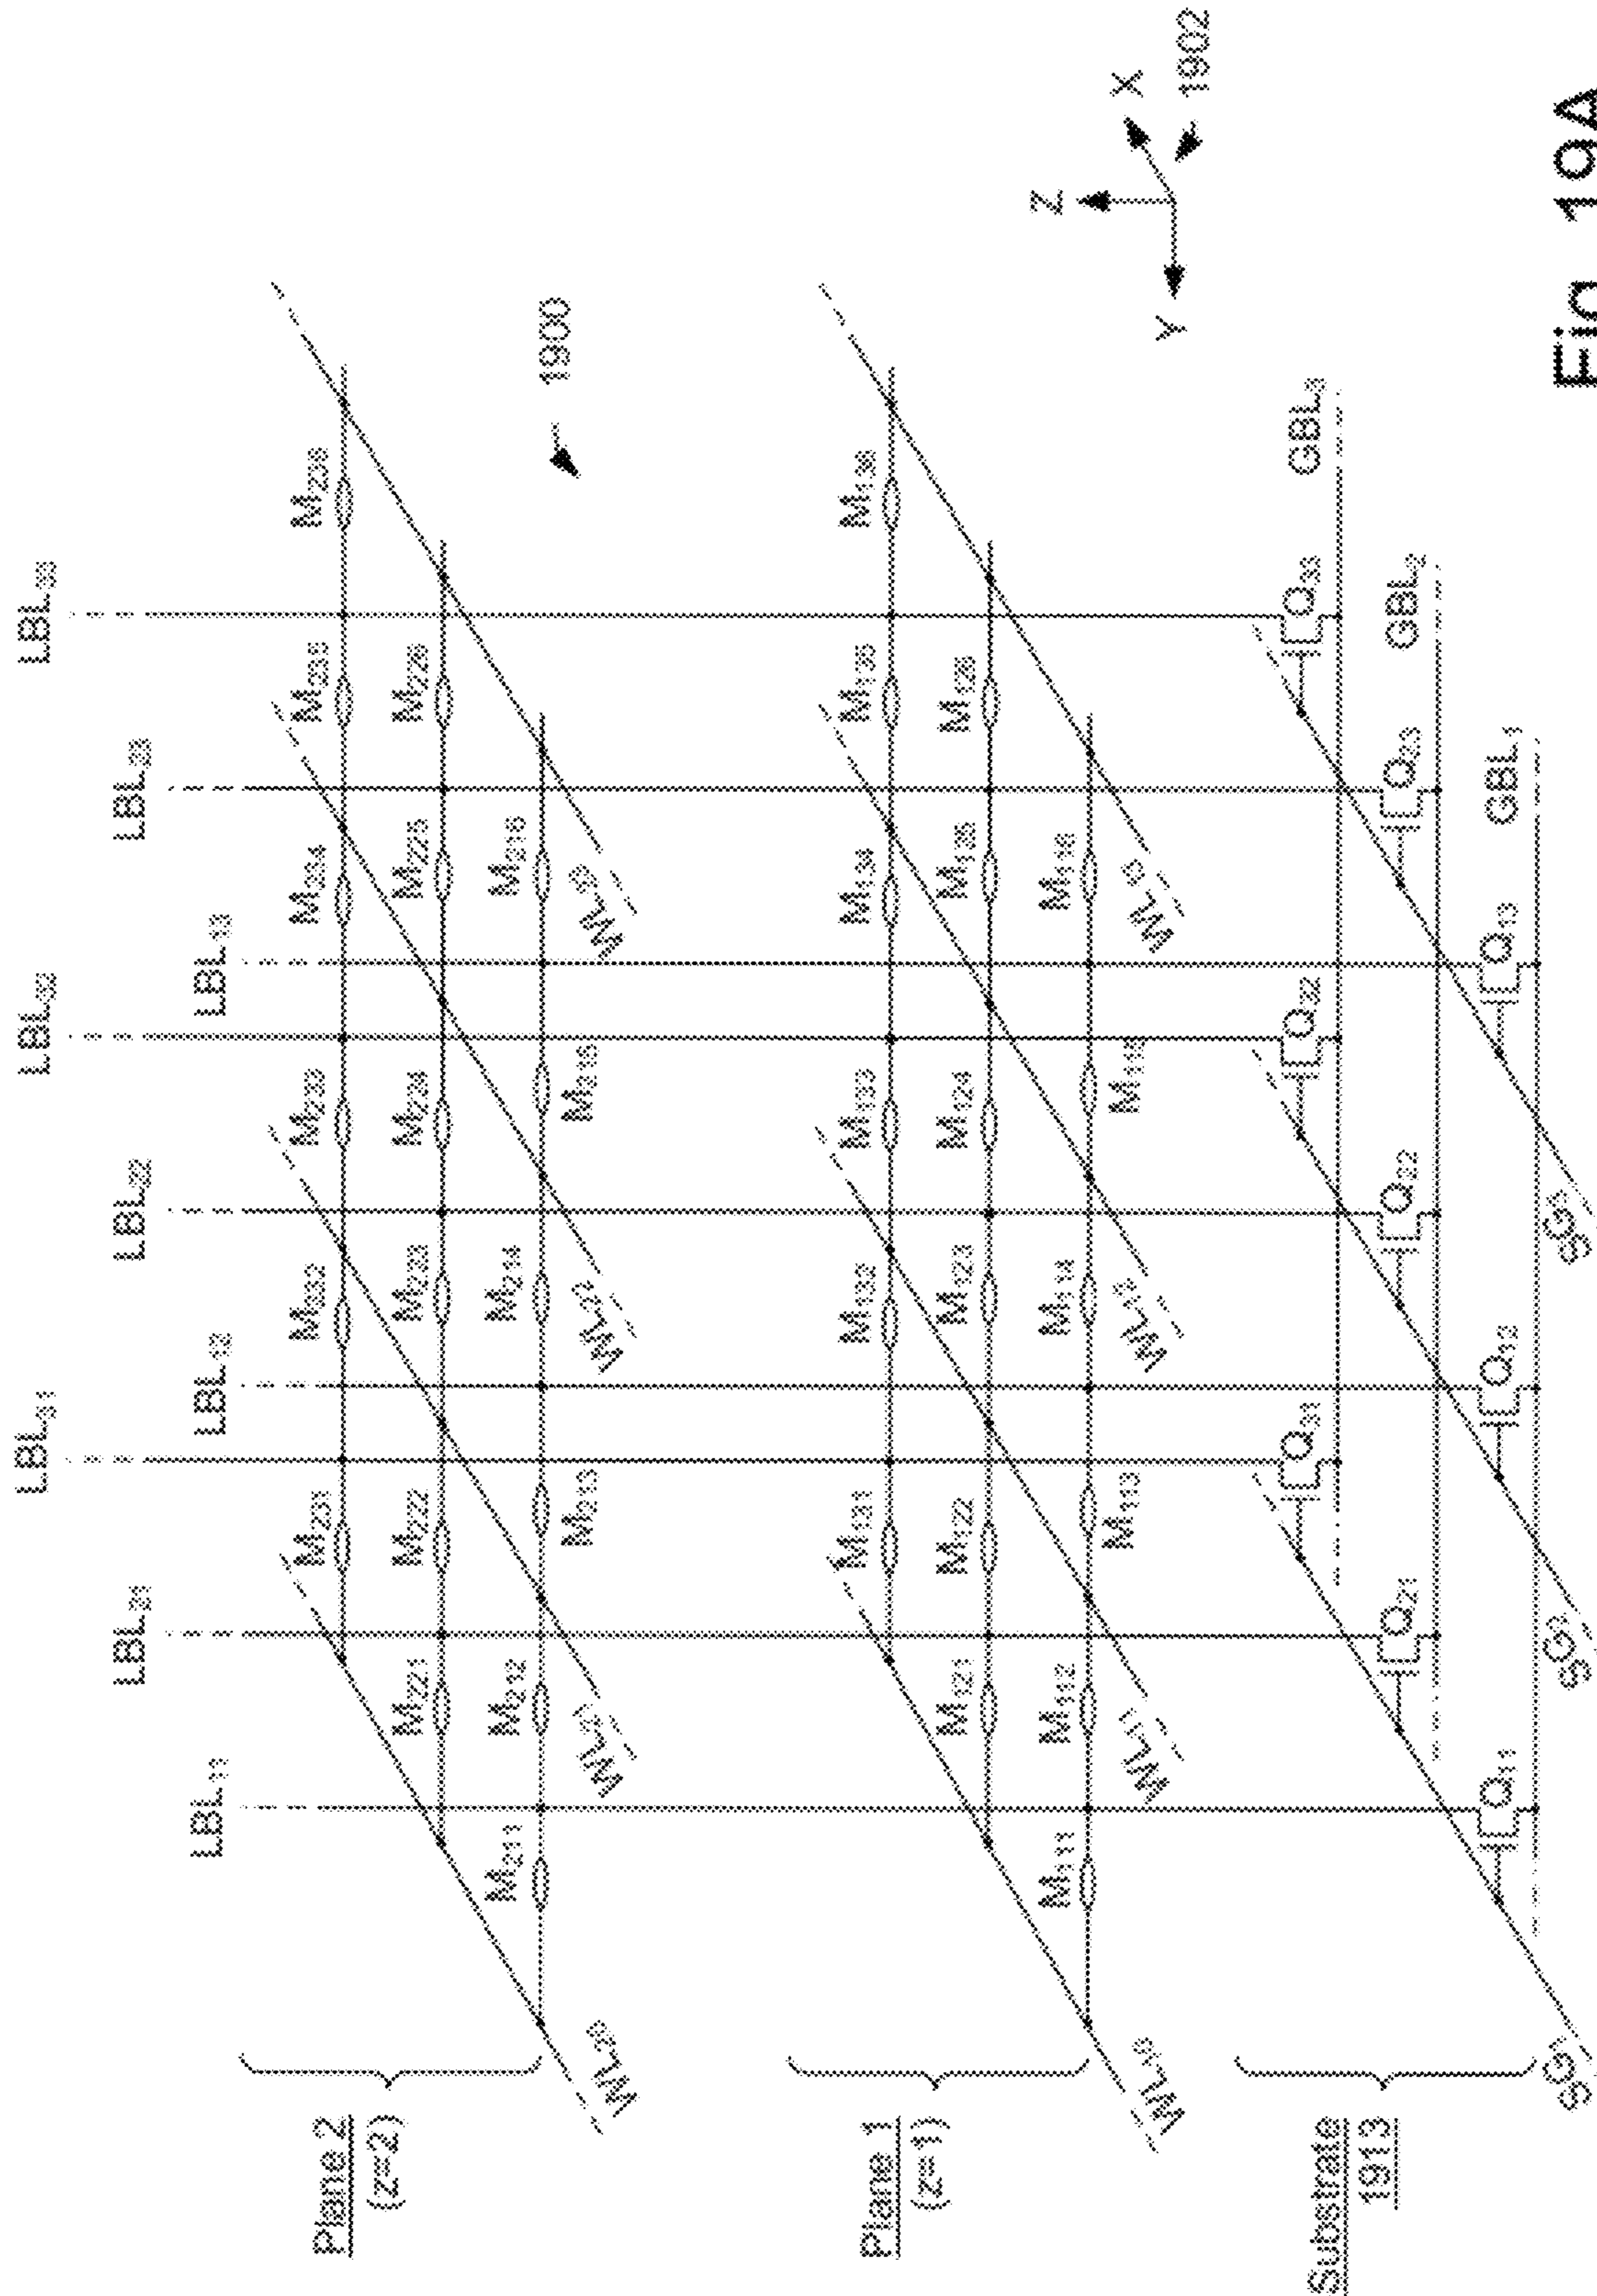 LBL31 LBL32 LBL33
LBL21 LBL22 LBL23
LBL11 LBL12 LBL13
Plane 2
(z=2)
M231 M232 M233 M234 M235 M236
M221 M222 M223 M224 M225 M226
M211 M212 M213 M214 M215 M216
WL20 WL21 WL22 WL23
1900
Plane 1
(z=1)
M131 M132 M133 M134 M135 M136
M121 M122 M123 M124 M125 M126
M111 M112 M113 M114 M115 M116
WL10 WL11 WL12 WL13
Z
X
Y
1902
Substrate
1913
Q31 Q32 Q33 GBL3
Q21 Q22 Q23 GBL2
Q11 Q12 Q13 GBL1
SG1 SG2 SG3
Fig. 19A